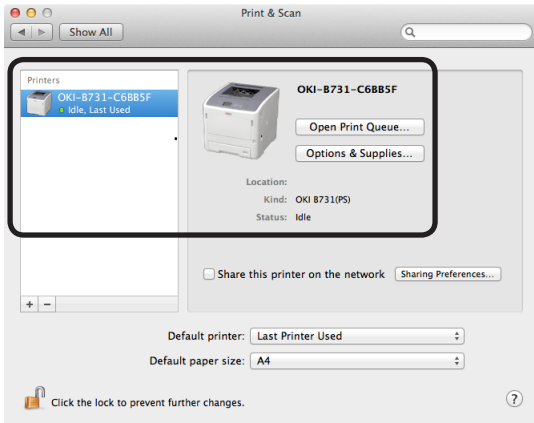 Print & Scan
Show All
Printers
OKI-B731-C6BB5F
Idle, Last Used
OKI-B731-C6BB5F
Open Print Queue...
Options & Supplies...
Location:
Kind: OKI B731(PS)
Status: Idle
Share this printer on the network Sharing Preferences...
+ −
Default printer: Last Printer Used
Default paper size: A4
Click the lock to prevent further changes. ?